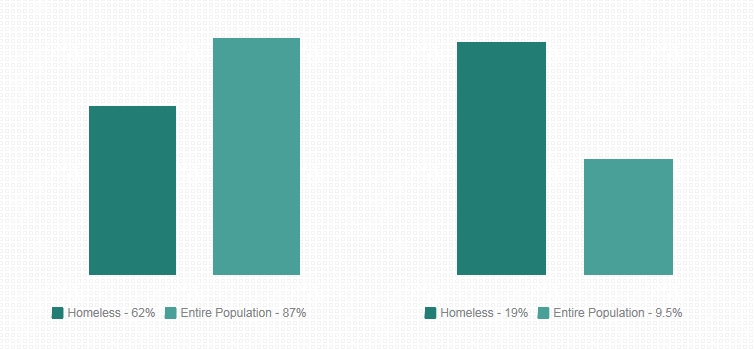 Homeless - 62% Entire Population - 87%
Homeless - 19% Entire Population - 9.5%